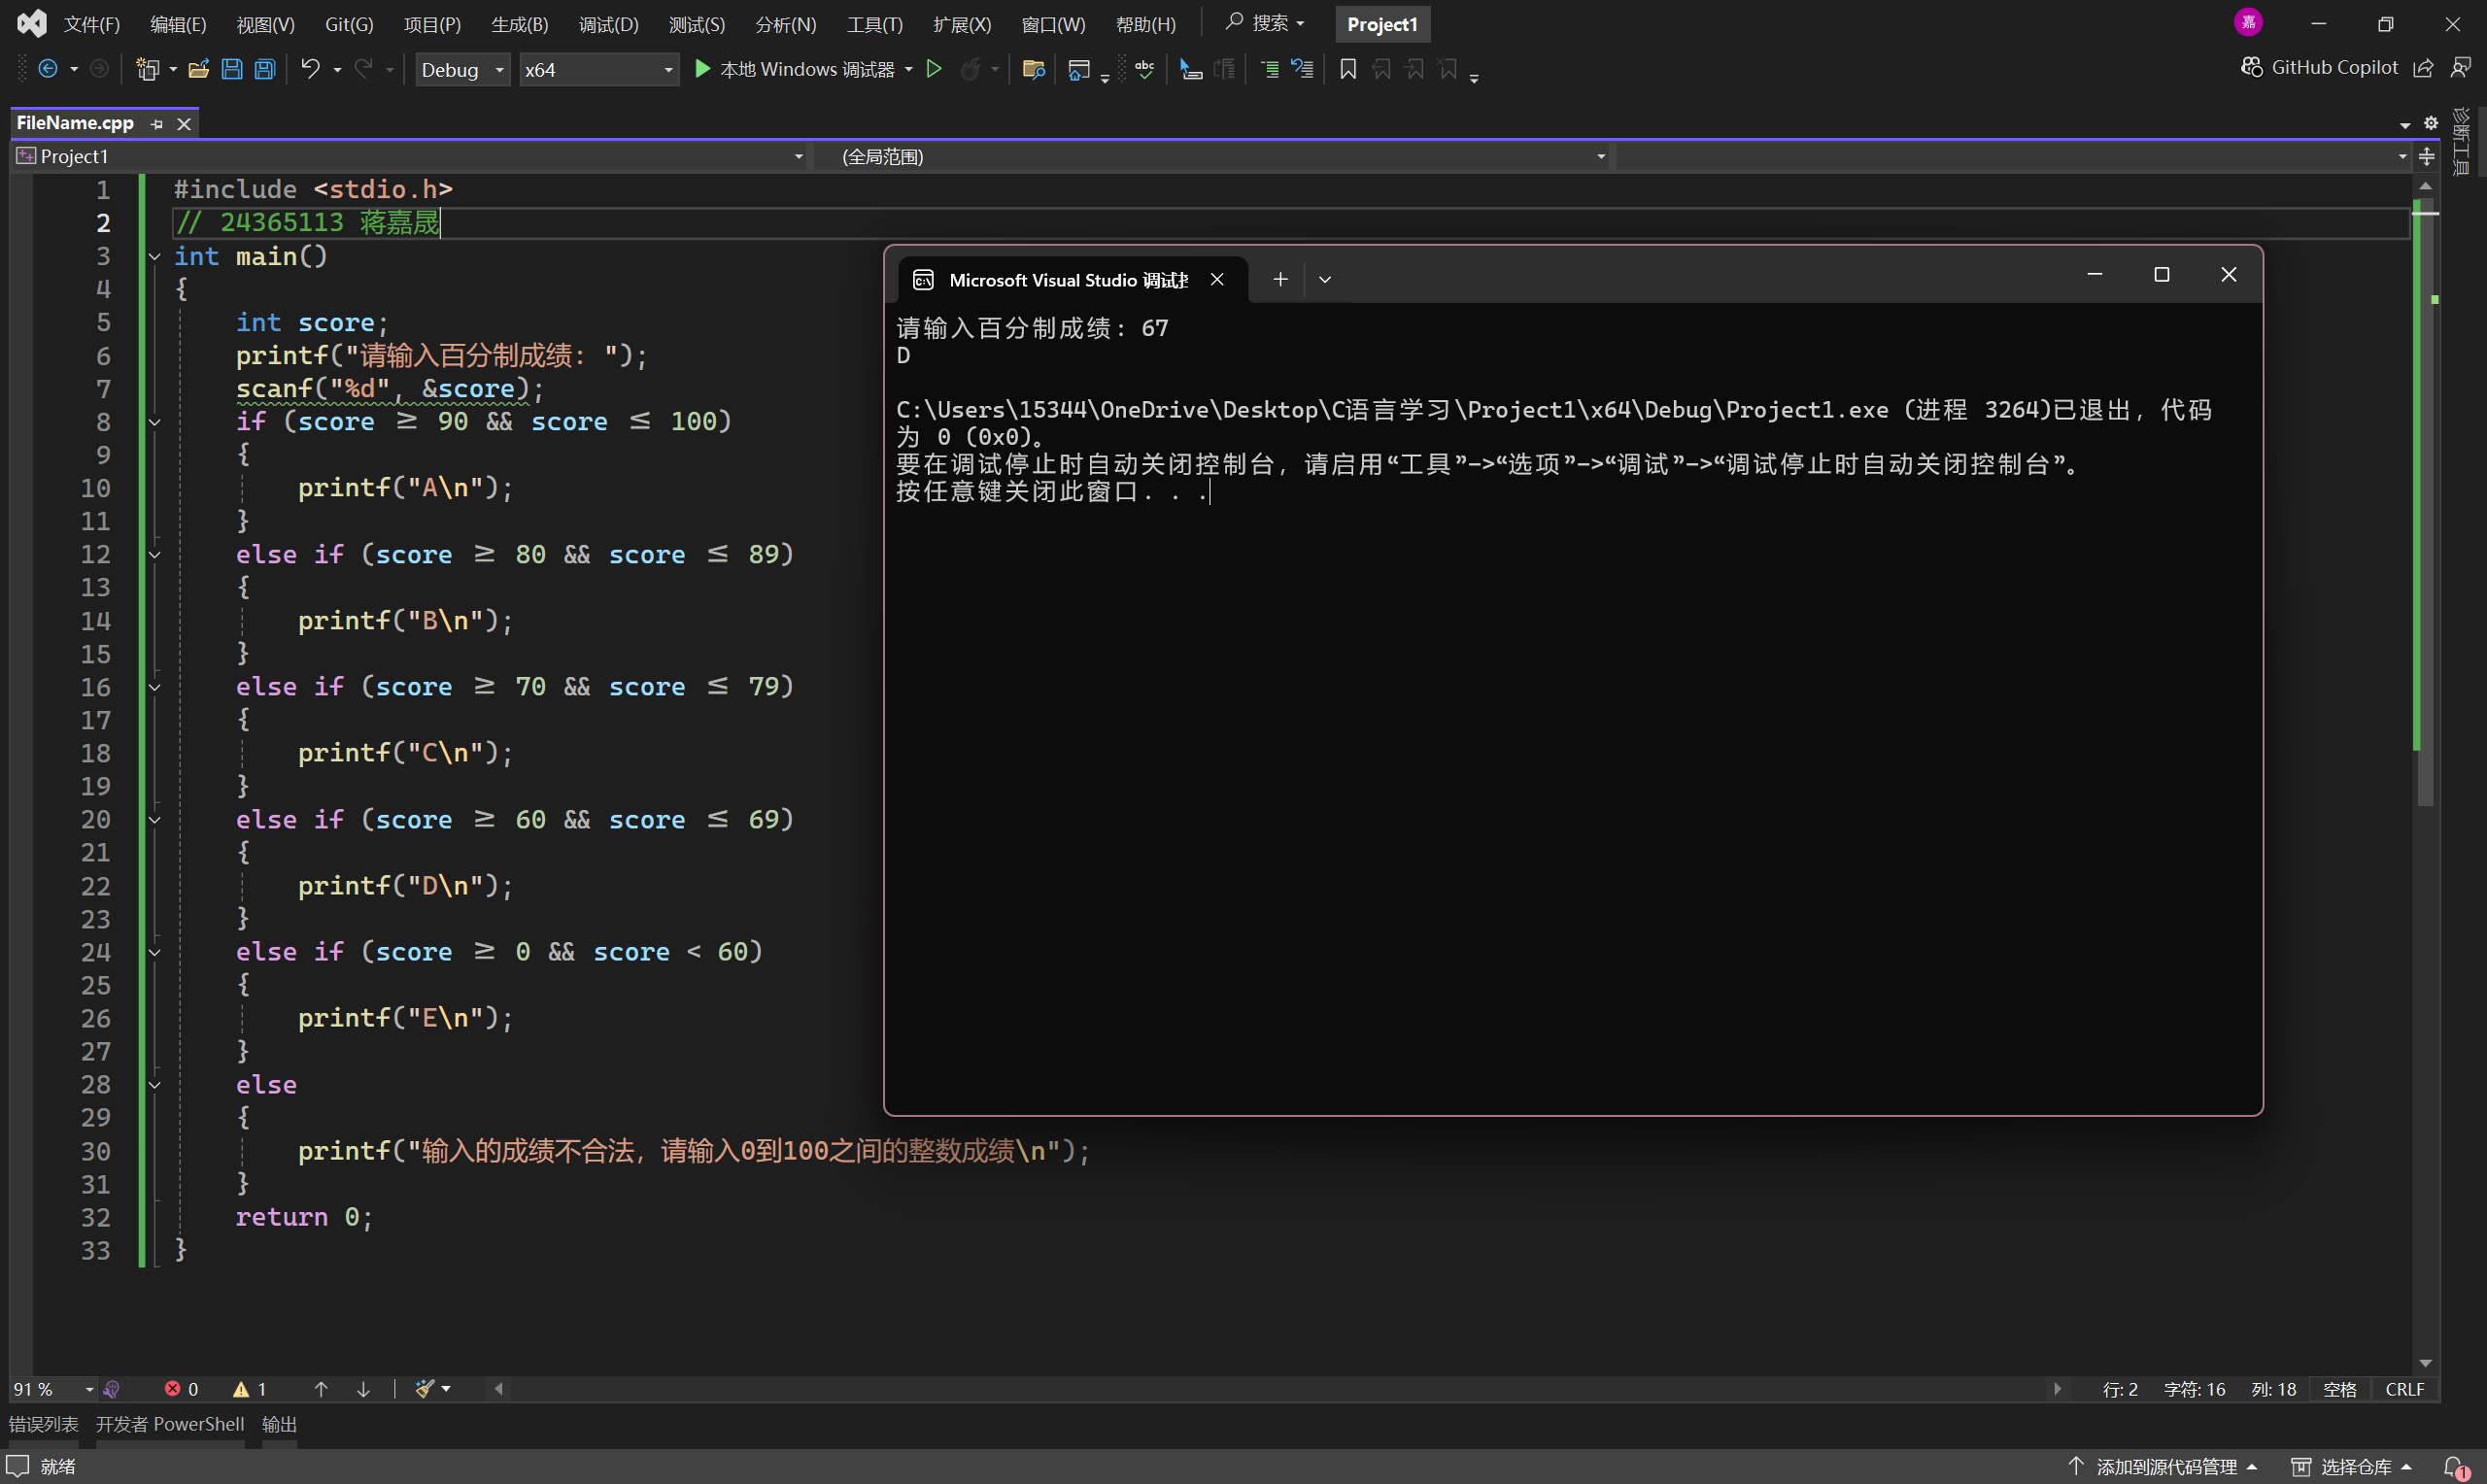 文件(F) 编辑(E) 视图(V) Git(G) 项目(P) 生成(B) 调试(D) 测试(S) 分析(N) 工具(T) 扩展(X) 窗口(W) 帮助(H) 搜索 Project1 嘉
Debug x64 本地 Windows 调试器 abc GitHub Copilot
FileName.cpp
诊断工具
Project1 (全局范围)
1 #include <stdio.h>
2 // 24365113 蒋嘉晟
3 int main()
4 {
5 int score;
6 printf("请输入百分制成绩: ");
7 scanf("%d", &score);
8 if (score ≥ 90 && score ≤ 100)
9 {
10 printf("A\n");
11 }
12 else if (score ≥ 80 && score ≤ 89)
13 {
14 printf("B\n");
15 }
16 else if (score ≥ 70 && score ≤ 79)
17 {
18 printf("C\n");
19 }
20 else if (score ≥ 60 && score ≤ 69)
21 {
22 printf("D\n");
23 }
24 else if (score ≥ 0 && score < 60)
25 {
26 printf("E\n");
27 }
28 else
29 {
30 printf("输入的成绩不合法，请输入0到100之间的整数成绩\n");
31 }
32 return 0;
33 }
Microsoft Visual Studio 调试
请输入百分制成绩: 67
D
C:\Users\15344\OneDrive\Desktop\C语言学习\Project1\x64\Debug\Project1.exe (进程 3264)已退出，代码
为 0 (0x0)。
要在调试停止时自动关闭控制台，请启用“工具”->“选项”->“调试”->“调试停止时自动关闭控制台”。
按任意键关闭此窗口. . .
91 % 0 1 行: 2 字符: 16 列: 18 空格 CRLF
错误列表 开发者 PowerShell 输出
就绪 添加到源代码管理 选择仓库 1